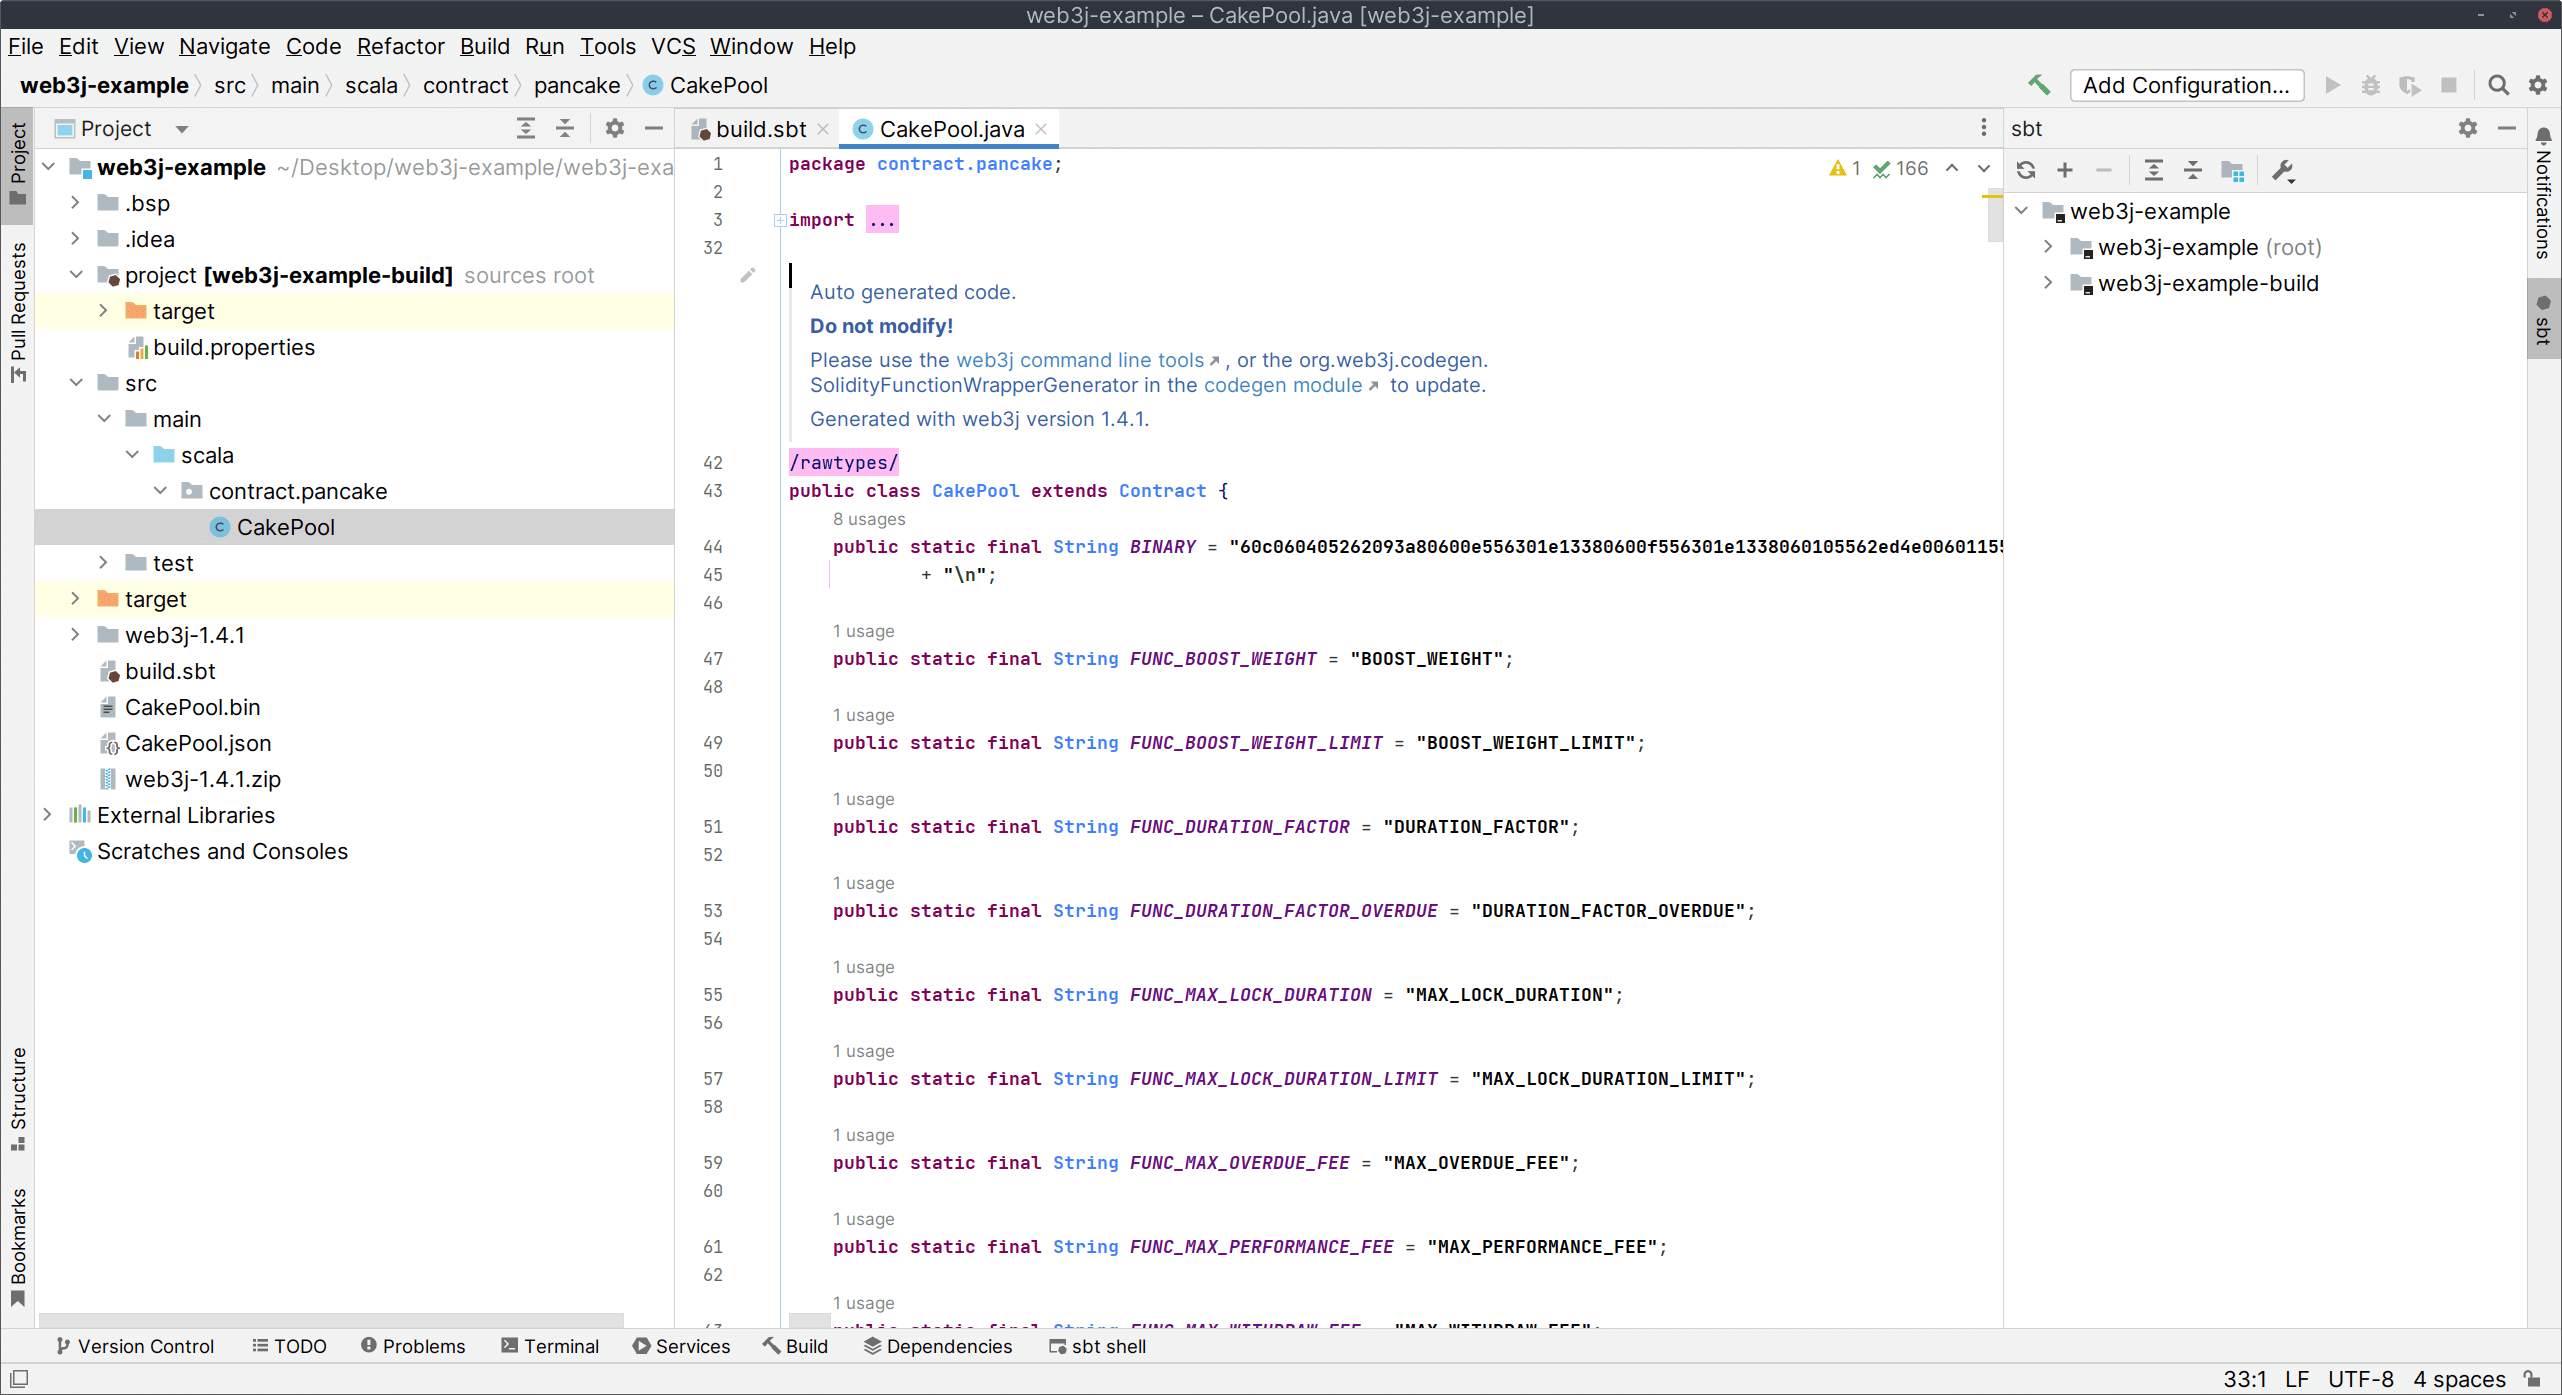 web3j-example – CakePool.java [web3j-example]
File Edit View Navigate Code Refactor Build Run Tools VCS Window Help
web3j-example src main scala contract pancake CakePool
Add Configuration...
Project
build.sbt
CakePool.java
sbt
Project
Pull Requests
Structure
Bookmarks
web3j-example ~/Desktop/web3j-example/web3j-exa
.bsp
.idea
project [web3j-example-build] sources root
target
build.properties
src
main
scala
contract.pancake
CakePool
test
target
web3j-1.4.1
build.sbt
CakePool.bin
CakePool.json
web3j-1.4.1.zip
External Libraries
Scratches and Consoles
1 package contract.pancake;
1 166
2
3 import ...
32
Auto generated code.
Do not modify!
Please use the web3j command line tools, or the org.web3j.codegen.
SolidityFunctionWrapperGenerator in the codegen module to update.
Generated with web3j version 1.4.1.
42 /rawtypes/
43 public class CakePool extends Contract {
8 usages
44 public static final String BINARY = "60c060405262093a80600e556301e13380600f556301e1338060105562ed4e00601155
45 + "\n";
46
1 usage
47 public static final String FUNC_BOOST_WEIGHT = "BOOST_WEIGHT";
48
1 usage
49 public static final String FUNC_BOOST_WEIGHT_LIMIT = "BOOST_WEIGHT_LIMIT";
50
1 usage
51 public static final String FUNC_DURATION_FACTOR = "DURATION_FACTOR";
52
1 usage
53 public static final String FUNC_DURATION_FACTOR_OVERDUE = "DURATION_FACTOR_OVERDUE";
54
1 usage
55 public static final String FUNC_MAX_LOCK_DURATION = "MAX_LOCK_DURATION";
56
1 usage
57 public static final String FUNC_MAX_LOCK_DURATION_LIMIT = "MAX_LOCK_DURATION_LIMIT";
58
1 usage
59 public static final String FUNC_MAX_OVERDUE_FEE = "MAX_OVERDUE_FEE";
60
1 usage
61 public static final String FUNC_MAX_PERFORMANCE_FEE = "MAX_PERFORMANCE_FEE";
62
1 usage
63 public static final String FUNC_MAX_WITHDRAW_FEE = "MAX_WITHDRAW_FEE";
web3j-example
web3j-example (root)
web3j-example-build
Notifications
sbt
Version Control TODO Problems Terminal Services Build Dependencies sbt shell
33:1 LF UTF-8 4 spaces